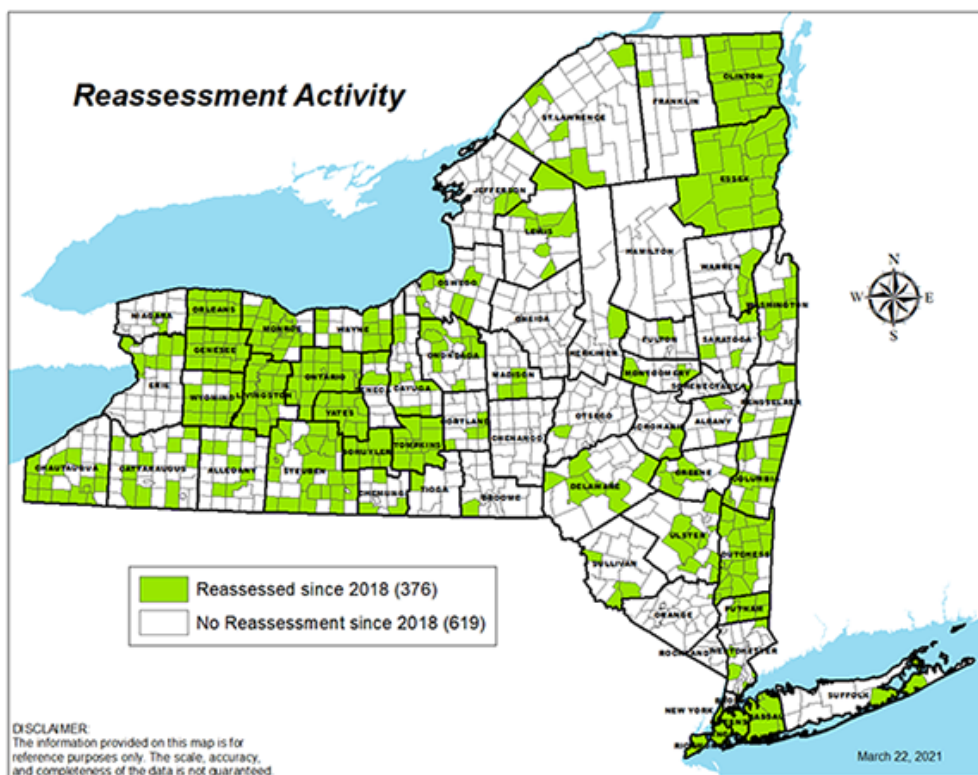 Reassessment Activity
CLINTON
FRANKLIN
ST.LAWRENCE
ESSEX
JEFFERSON
LEWIS
HAMILTON
WARREN
WASHINGTON
OSWEGO
ONEIDA
HERKIMER
FULTON
SARATOGA
NIAGARA
ORLEANS
MONROE
WAYNE
GENESEE
ONTARIO
SENECA
CAYUGA
ONONDAGA
MADISON
MONTGOMERY
SCHENECTADY
RENSSELAER
ERIE
WYOMING
LIVINGSTON
YATES
CORTLAND
CHENANGO
OTSEGO
SCHOHARIE
ALBANY
SCHUYLER
TOMPKINS
CHAUTAUQUA
CATTARAUGUS
ALLEGANY
STEUBEN
CHEMUNG
TIOGA
BROOME
DELAWARE
GREENE
COLUMBIA
ULSTER
DUTCHESS
SULLIVAN
ORANGE
PUTNAM
ROCKLAND
WESTCHESTER
NEW YORK
NASSAU
SUFFOLK
N
W
E
S
Reassessed since 2018 (376)
No Reassessment since 2018 (619)
DISCLAIMER:
The information provided on this map is for
reference purposes only. The scale, accuracy,
and completeness of the data is not guaranteed.
March 22, 2021